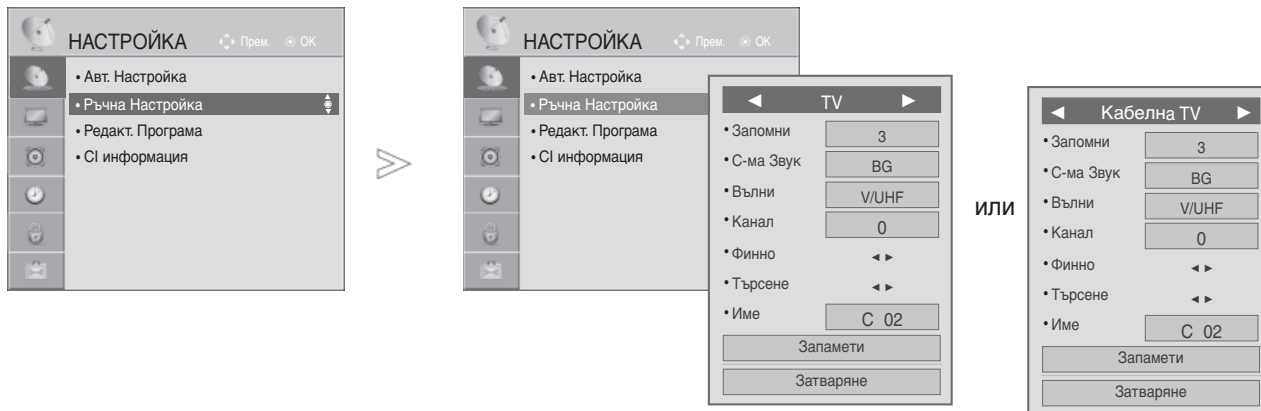 НАСТРОЙКА Прем. OK
• Авт. Настройка
• Ръчна Настройка
• Редакт. Програма
• CI информация
НАСТРОЙКА Прем. OK
• Авт. Настройка
• Ръчна Настройка
• Редакт. Програма
• CI информация
◄ TV ►
• Запомни 3
• С-ма Звук BG
• Вълни V/UHF
• Канал 0
• Финно ◄ ►
• Търсене ◄ ►
• Име C 02
Запамети
Затваряне
или
◄ Кабелна TV ►
• Запомни 3
• С-ма Звук BG
• Вълни V/UHF
• Канал 0
• Финно ◄ ►
• Търсене ◄ ►
• Име C 02
Запамети
Затваряне